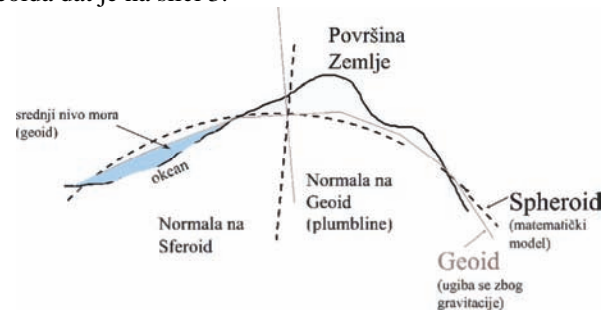 Površina
Zemlje
srednji nivo mora
(geoid)
okean
Normala na
Geoid
(plumbline)
Normala na
Sferoid
Spheroid
(matematički
model)
Geoid
(ugiba se zbog
gravitacije)